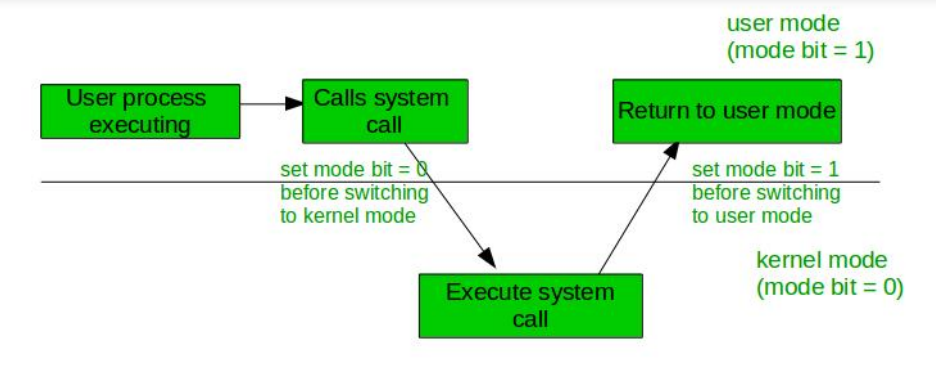 user mode
(mode bit = 1)
User process
executing
Calls system
call
Return to user mode
set mode bit = 0
before switching
to kernel mode
set mode bit = 1
before switching
to user mode
kernel mode
(mode bit = 0)
Execute system
call